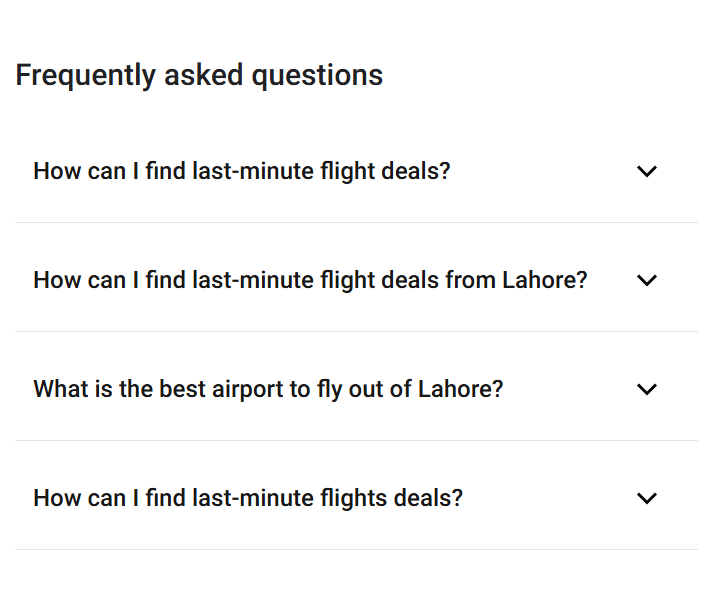 Frequently asked questions
How can I find last-minute flight deals?
How can I find last-minute flight deals from Lahore?
What is the best airport to fly out of Lahore?
How can I find last-minute flights deals?